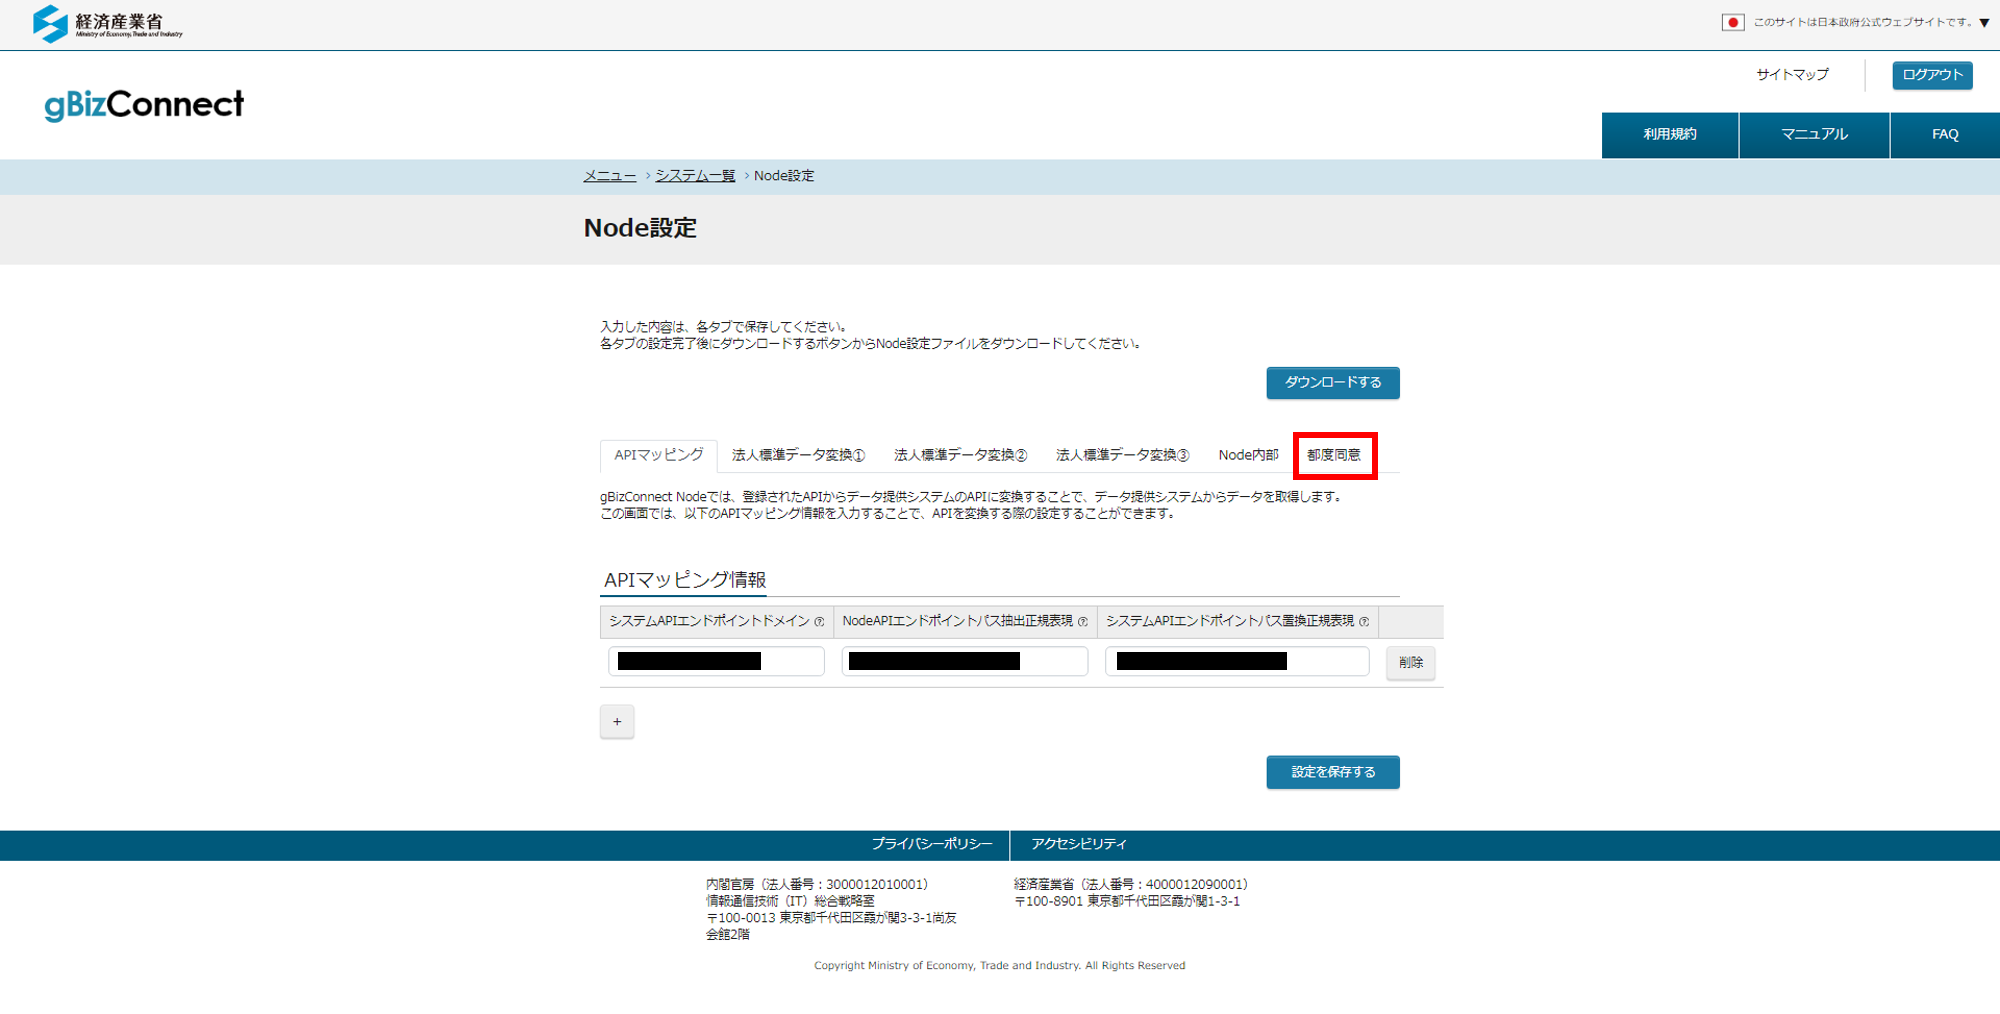 経済産業省
Ministry of Economy, Trade and Industry
このサイトは日本政府公式ウェブサイトです。▼
gBizConnect
サイトマップ
ログアウト
利用規約
マニュアル
FAQ
メニュー › システム一覧 › Node設定
Node設定
入力した内容は、各タブで保存してください。
各タブの設定完了後にダウンロードするボタンからNode設定ファイルをダウンロードしてください。
ダウンロードする
APIマッピング 法人標準データ変換① 法人標準データ変換② 法人標準データ変換③ Node内部 都度同意
gBizConnect Nodeでは、登録されたAPIからデータ提供システムのAPIに変換することで、データ提供システムからデータを取得します。
この画面では、以下のAPIマッピング情報を入力することで、APIを変換する際の設定することができます。
APIマッピング情報
システムAPIエンドポイントドメイン ? NodeAPIエンドポイントパス抽出正規表現 ? システムAPIエンドポイントパス置換正規表現 ?
削除
+
設定を保存する
プライバシーポリシー
アクセシビリティ
内閣官房（法人番号：3000012010001）
情報通信技術（IT）総合戦略室
〒100-0013 東京都千代田区霞が関3-3-1尚友
会館2階
経済産業省（法人番号：4000012090001）
〒100-8901 東京都千代田区霞が関1-3-1
Copyright Ministry of Economy, Trade and Industry. All Rights Reserved